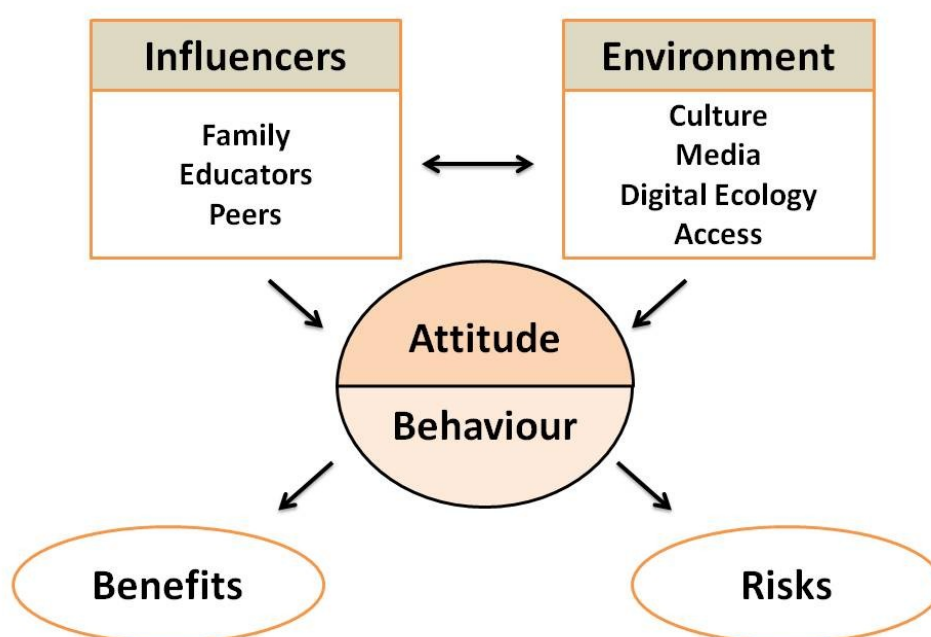 Influencers
Family
Educators
Peers
Environment
Culture
Media
Digital Ecology
Access
Attitude
Behaviour
Benefits
Risks